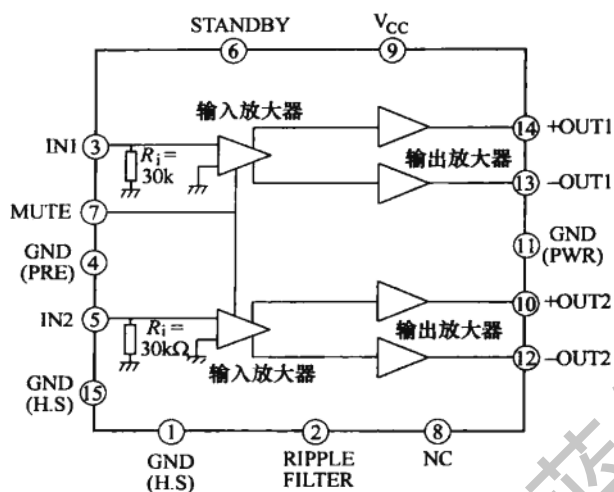 STANDBY
V_CC
6
9
输入放大器
14
+OUT1
IN1
3
R_i=
30k
输出放大器
13
−OUT1
MUTE
7
GND
(PWR)
11
GND
(PRE)
4
10
+OUT2
IN2
5
R_i=
30kΩ
输出放大器
12
−OUT2
输入放大器
GND
(H.S)
15
1
2
8
GND
(H.S)
RIPPLE
FILTER
NC
蓝